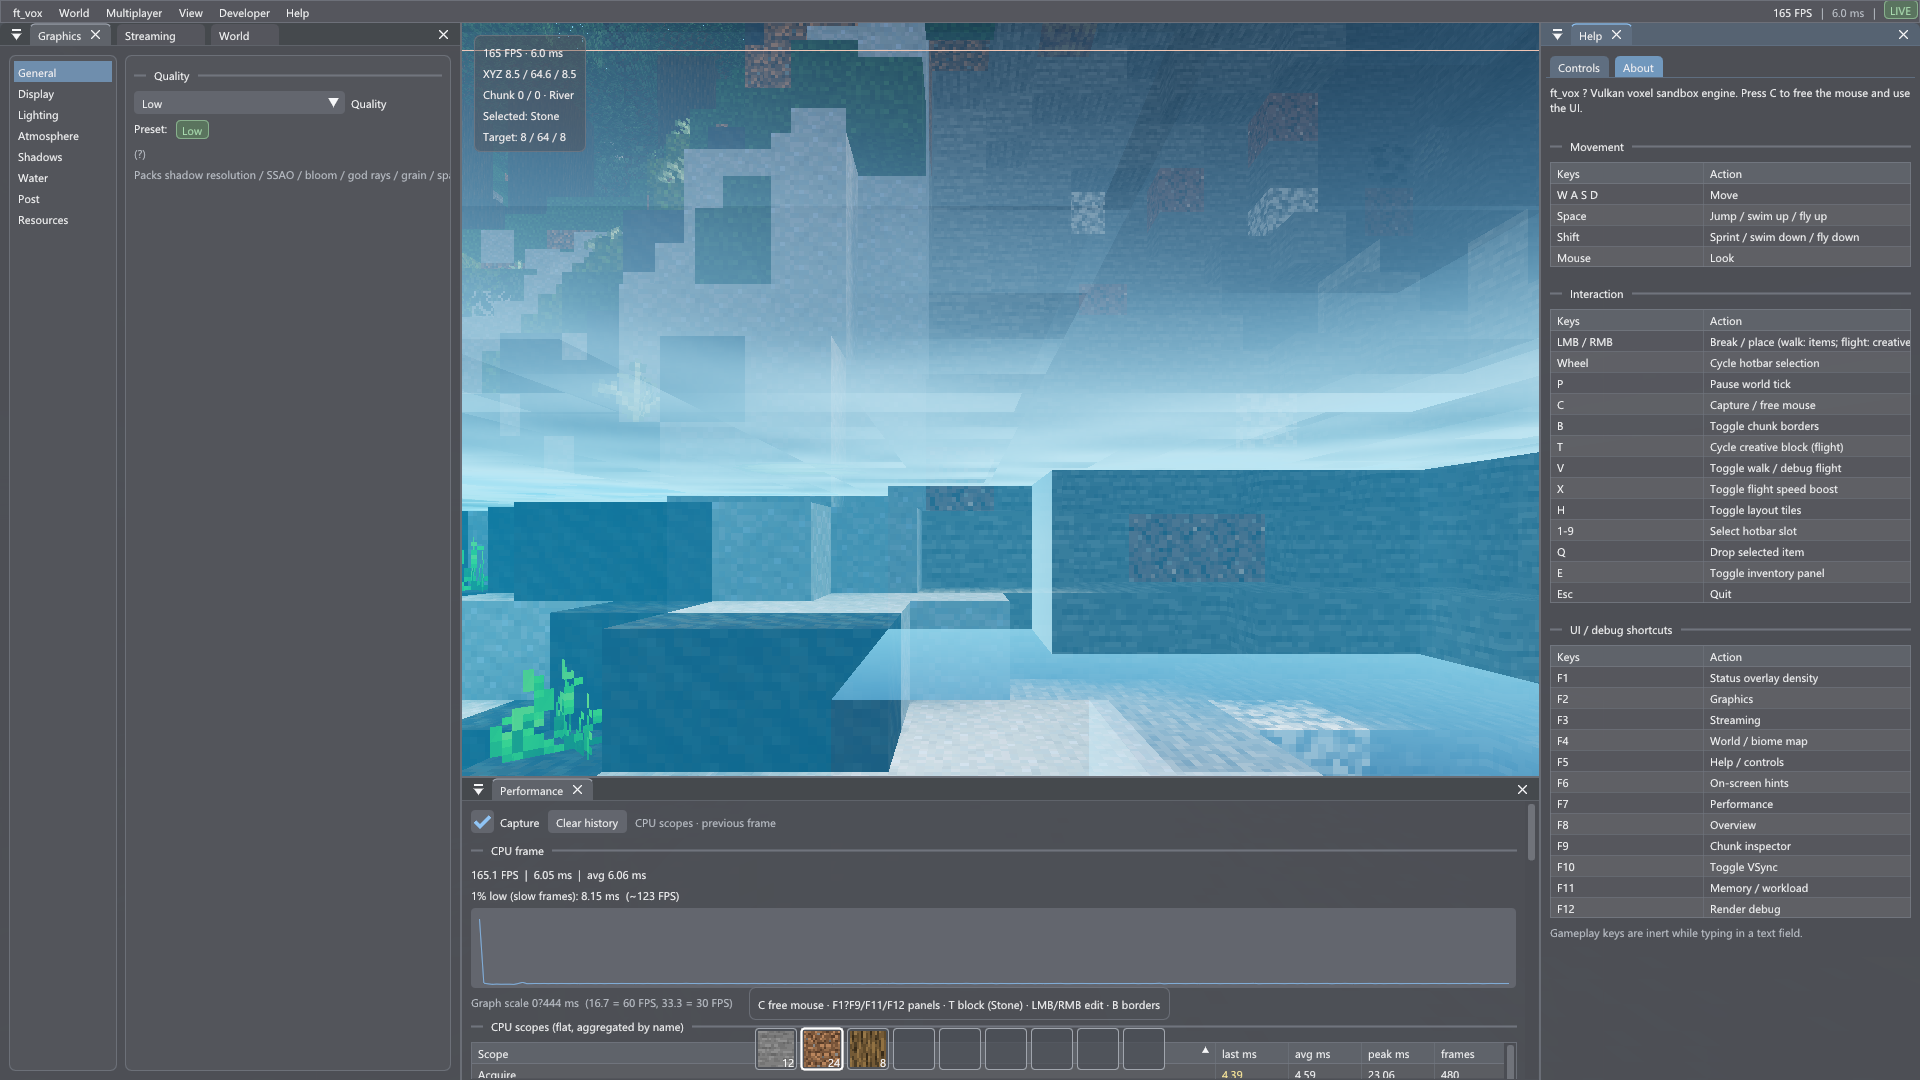 ft_vox World Multiplayer View Developer Help
165 FPS | 6.0 ms | LIVE
Graphics Streaming World
General
Display
Lighting
Atmosphere
Shadows
Water
Post
Resources
Quality
Low Quality
Preset: Low
(?)
Packs shadow resolution / SSAO / bloom / god rays / grain /
165 FPS · 6.0 ms
XYZ 8.5 / 64.6 / 8.5
Chunk 0 / 0 · River
Selected: Stone
Target: 8 / 64 / 8
Performance
Capture Clear history CPU scopes · previous frame
CPU frame
165.1 FPS | 6.05 ms | avg 6.06 ms
1% low (slow frames): 8.15 ms (~123 FPS)
Graph scale 0?444 ms (16.7 = 60 FPS, 33.3 = 30 FPS)
C free mouse · F1?F9/F11/F12 panels · T block (Stone) · LMB/RMB edit · B borders
CPU scopes (flat, aggregated by name)
12 24 8
Scope last ms avg ms peak ms frames
Acquire 4.39 4.59 23.06 480
Help
Controls About
ft_vox ? Vulkan voxel sandbox engine. Press C to free the mouse and use
the UI.
Movement
Keys Action
W A S D Move
Space Jump / swim up / fly up
Shift Sprint / swim down / fly down
Mouse Look
Interaction
Keys Action
LMB / RMB Break / place (walk: items; flight: creative
Wheel Cycle hotbar selection
P Pause world tick
C Capture / free mouse
B Toggle chunk borders
T Cycle creative block (flight)
V Toggle walk / debug flight
X Toggle flight speed boost
H Toggle layout tiles
1-9 Select hotbar slot
Q Drop selected item
E Toggle inventory panel
Esc Quit
UI / debug shortcuts
Keys Action
F1 Status overlay density
F2 Graphics
F3 Streaming
F4 World / biome map
F5 Help / controls
F6 On-screen hints
F7 Performance
F8 Overview
F9 Chunk inspector
F10 Toggle VSync
F11 Memory / workload
F12 Render debug
Gameplay keys are inert while typing in a text field.